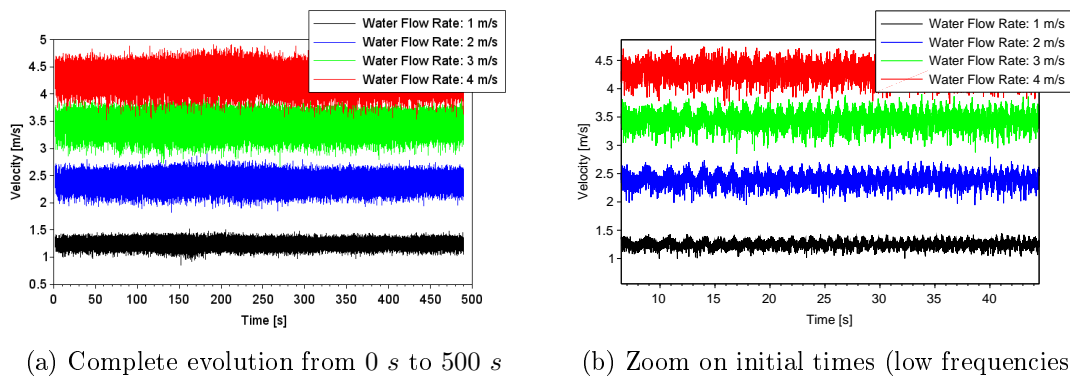 Water Flow Rate: 1 m/s
Water Flow Rate: 2 m/s
Water Flow Rate: 3 m/s
Water Flow Rate: 4 m/s
5
4.5
4
3.5
3
2.5
2
1.5
1
0.5
Velocity [m/s]
0 50 100 150 200 250 300 350 400 450 500
Time [s]
(a) Complete evolution from 0 s to 500 s
Water Flow Rate: 1 m/s
Water Flow Rate: 2 m/s
Water Flow Rate: 3 m/s
Water Flow Rate: 4 m/s
4.5
4
3.5
3
2.5
2
1.5
1
Velocity [m/s]
10 15 20 25 30 35 40
Time [s]
(b) Zoom on initial times (low frequencies